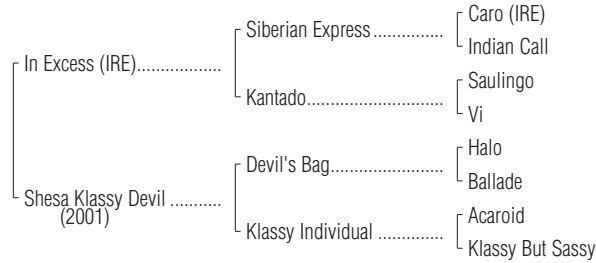 Caro (IRE)
Siberian Express...............
Indian Call
In Excess (IRE)..................
Saulingo
Kantado.............................
Vi
Halo
Devil's Bag........................
Ballade
Shesa Klassy Devil ...........
(2001)
Acaroid
Klassy Individual ..............
Klassy But Sassy